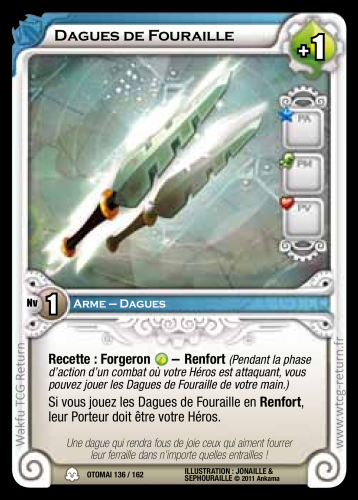 DAGUES DE FOURAILLE
+1
PA
PM
PV
Nv 1 ARME – DAGUES
Recette : Forgeron – Renfort (Pendant la phase
d'action d'un combat où votre Héros est attaquant, vous
pouvez jouer les Dagues de Fouraille de votre main.)
Si vous jouez les Dagues de Fouraille en Renfort,
leur Porteur doit être votre Héros.
Une dague qui rendra fous de joie ceux qui aiment fourrer
leur ferraille dans n'importe quelles entrailles !
OTOMAI 136 / 162
ILLUSTRATION : JONAILLE &
SEPHOURAILLE © 2011 Ankama
Wakfu TCG Return
www.wtcg-return.fr